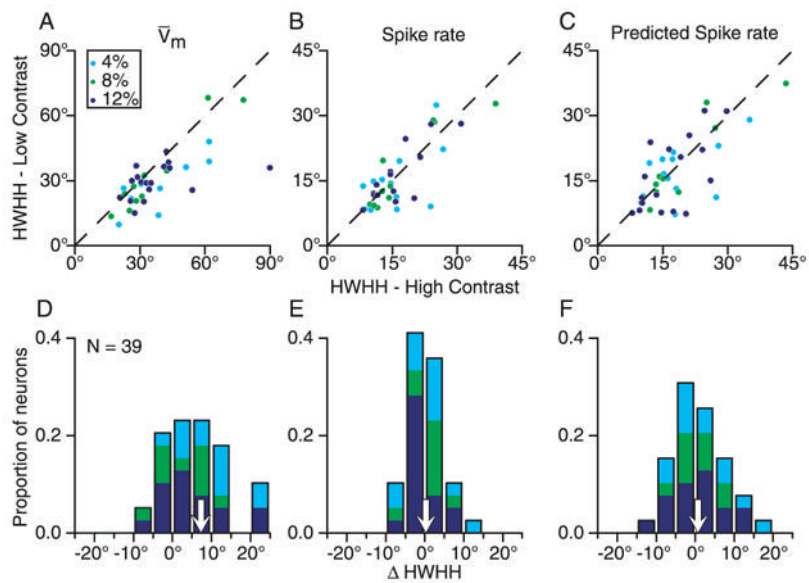 A V̅m B Spike rate C Predicted Spike rate
90° 45° 45°
4%
8%
12%
60° 30° 30°
30° 15° 15°
0° 0° 0°
HWHH - Low Contrast
0° 30° 60° 90° 0° 15° 30° 45° 0° 15° 30° 45°
HWHH - High Contrast
D E F
0.4 0.4 0.4
N = 39
0.2 0.2 0.2
0.0 0.0 0.0
Proportion of neurons
-20° -10° 0° 10° 20° -20° -10° 0° 10° 20° -20° -10° 0° 10° 20°
Δ HWHH